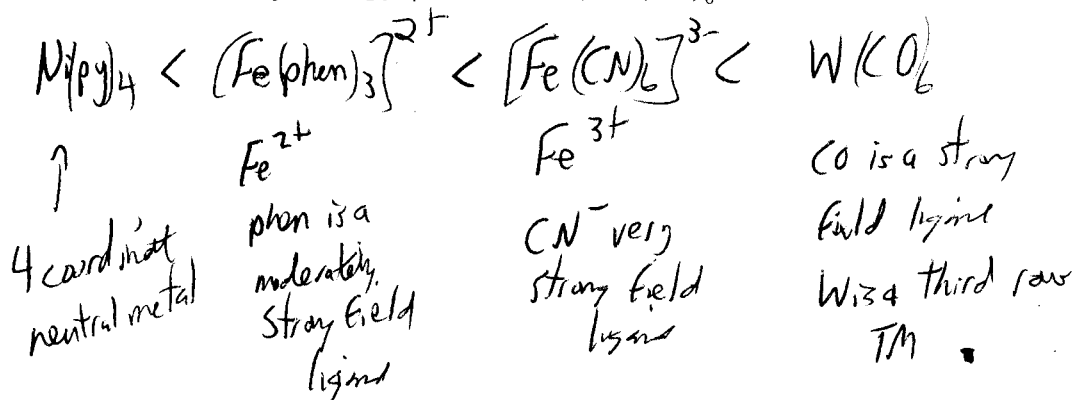 Ni(py)4 < [Fe(phen)3]2+ < [Fe(CN)6]3- < W(CO)6
↑ Fe2+ Fe3+ CO is a strong
4 coordinate phen is a CN- very field ligand
neutral metal moderately strong field W is a third row
strong field ligand TM
ligand